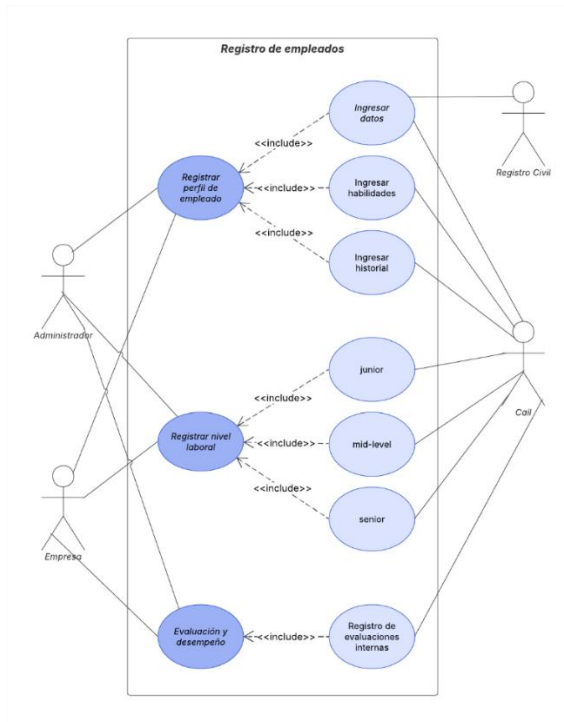 Registro de empleados
Ingresar
datos
<<include>>
Registro Civil
Registrar
perfil de
empleado
<<include>>
Ingresar
habilidades
<<include>>
Ingresar
historial
Administrador
junior
<<include>>
Cail
Registrar nivel
laboral
<<include>>
mid-level
<<include>>
senior
Empresa
Evaluación y
desempeño
<<include>>
Registro de
evaluaciones
internas